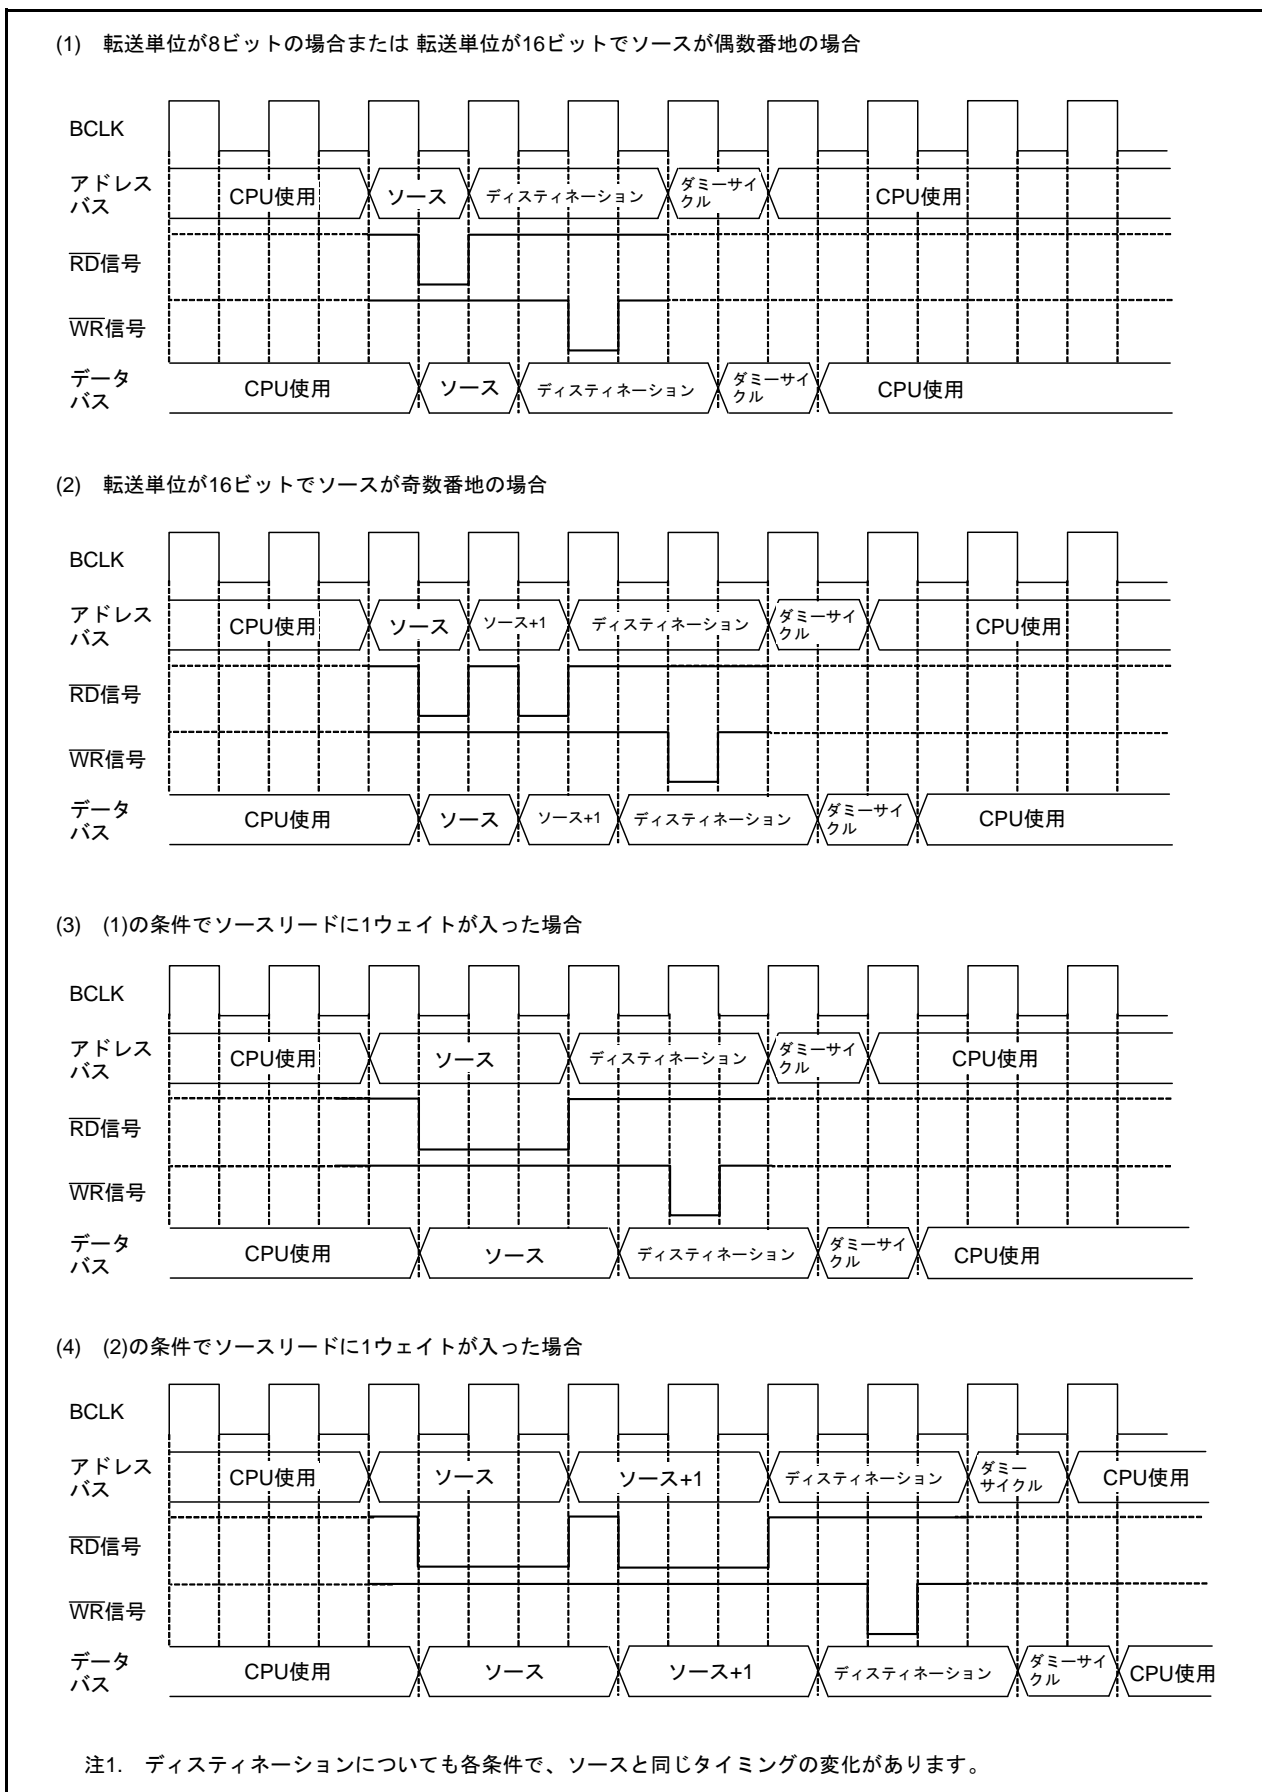 (1) 転送単位が8ビットの場合または 転送単位が16ビットでソースが偶数番地の場合
BCLK
アドレス
バス
CPU使用
ソース
ディスティネーション
ダミーサイ
クル
CPU使用
RD信号
WR信号
データ
バス
CPU使用
ソース
ディスティネーション
ダミーサイ
クル
CPU使用
(2) 転送単位が16ビットでソースが奇数番地の場合
BCLK
アドレス
バス
CPU使用
ソース
ソース+1
ディスティネーション
ダミーサイ
クル
CPU使用
RD信号
WR信号
データ
バス
CPU使用
ソース
ソース+1
ディスティネーション
ダミーサイ
クル
CPU使用
(3) (1)の条件でソースリードに1ウェイトが入った場合
BCLK
アドレス
バス
CPU使用
ソース
ディスティネーション
ダミーサイ
クル
CPU使用
RD信号
WR信号
データ
バス
CPU使用
ソース
ディスティネーション
ダミーサイ
クル
CPU使用
(4) (2)の条件でソースリードに1ウェイトが入った場合
BCLK
アドレス
バス
CPU使用
ソース
ソース+1
ディスティネーション
ダミー
サイクル
CPU使用
RD信号
WR信号
データ
バス
CPU使用
ソース
ソース+1
ディスティネーション
ダミーサイ
クル
CPU使用
注1. ディスティネーションについても各条件で、ソースと同じタイミングの変化があります。